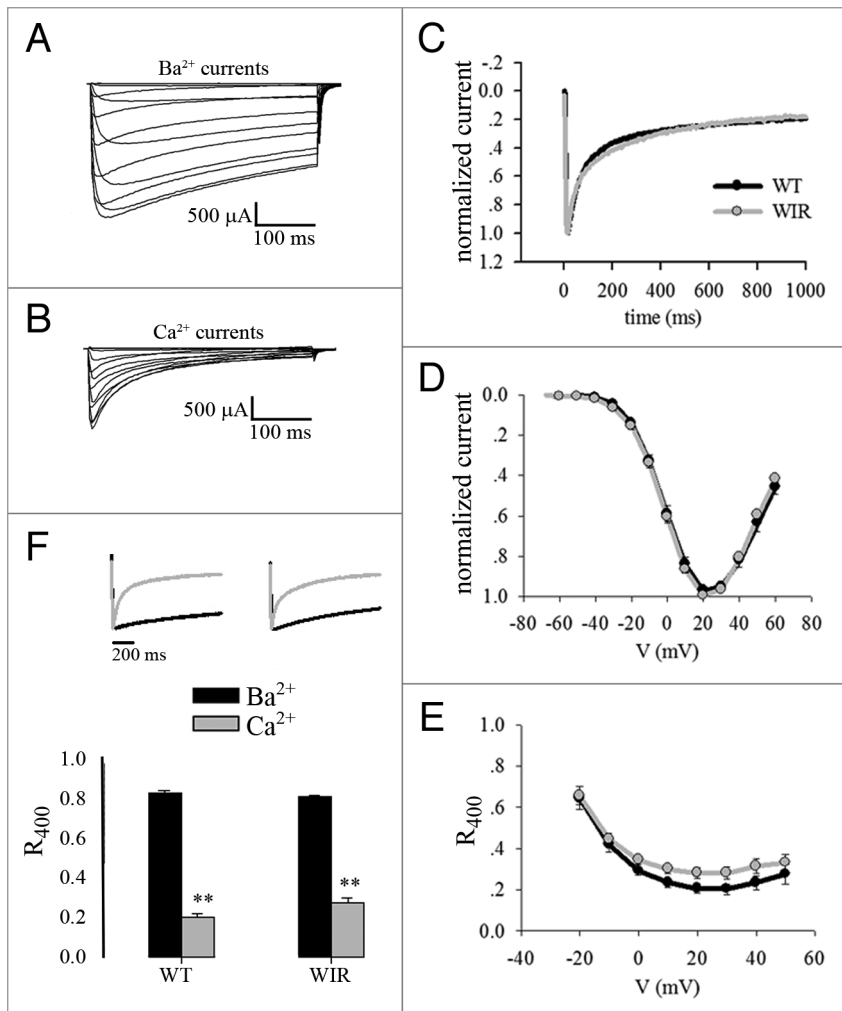 A
Ba²⁺ currents
500 µA
100 ms
B
Ca²⁺ currents
500 µA
100 ms
F
200 ms
Ba²⁺
Ca²⁺
1.0
0.8
0.6
0.4
0.2
0.0
R₄₀₀
**
**
WT
WIR
C
normalized current
-.2
0.0
.2
.4
.6
.8
1.0
1.2
WT
WIR
0 200 400 600 800 1000
time (ms)
D
normalized current
0.0
.2
.4
.6
.8
1.0
-80 -60 -40 -20 0 20 40 60 80
V (mV)
E
R₄₀₀
1.0
.8
.6
.4
.2
0.0
-40 -20 0 20 40 60
V (mV)